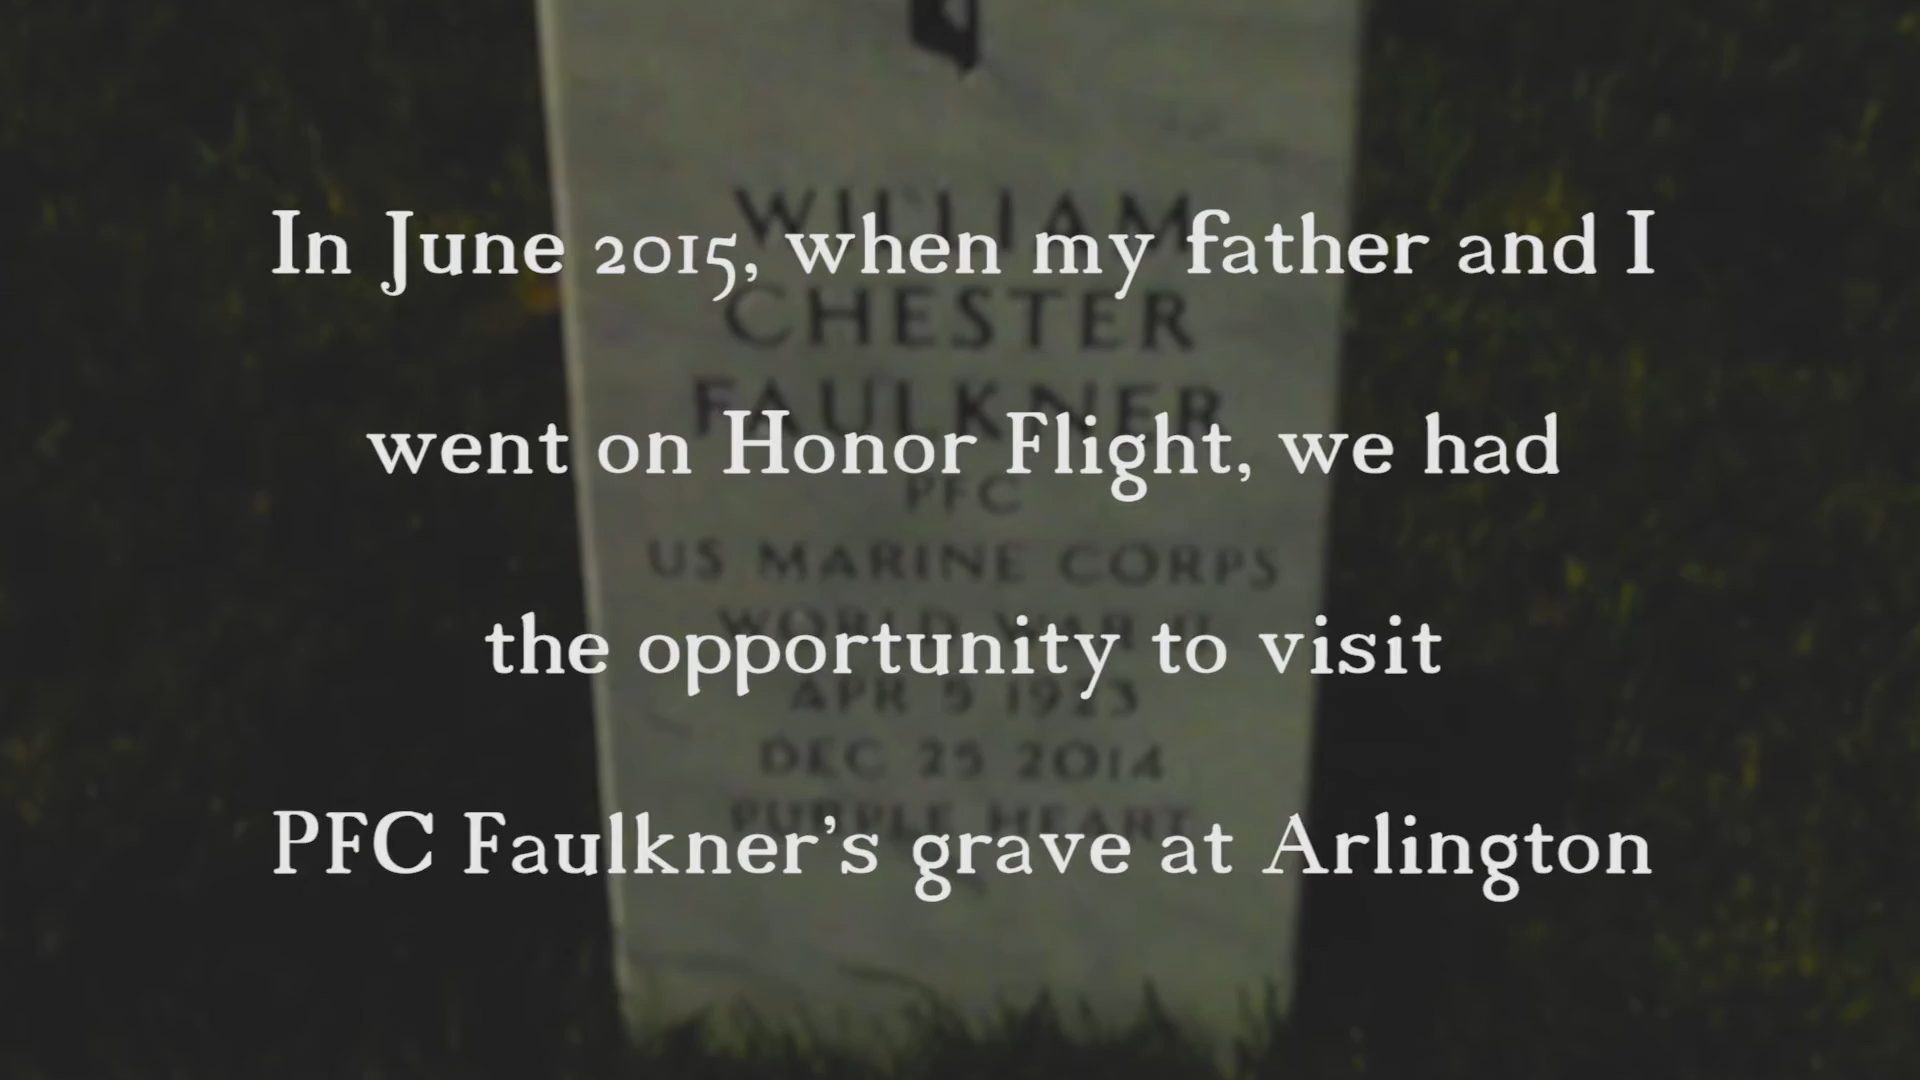 In June 2015, when my father and I
went on Honor Flight, we had
the opportunity to visit
PFC Faulkner's grave at Arlington
WILLIAM
CHESTER
FAULKNER
PFC
US MARINE CORPS
WORLD WAR II
APR 5 1923
DEC 25 2014
PURPLE HEART